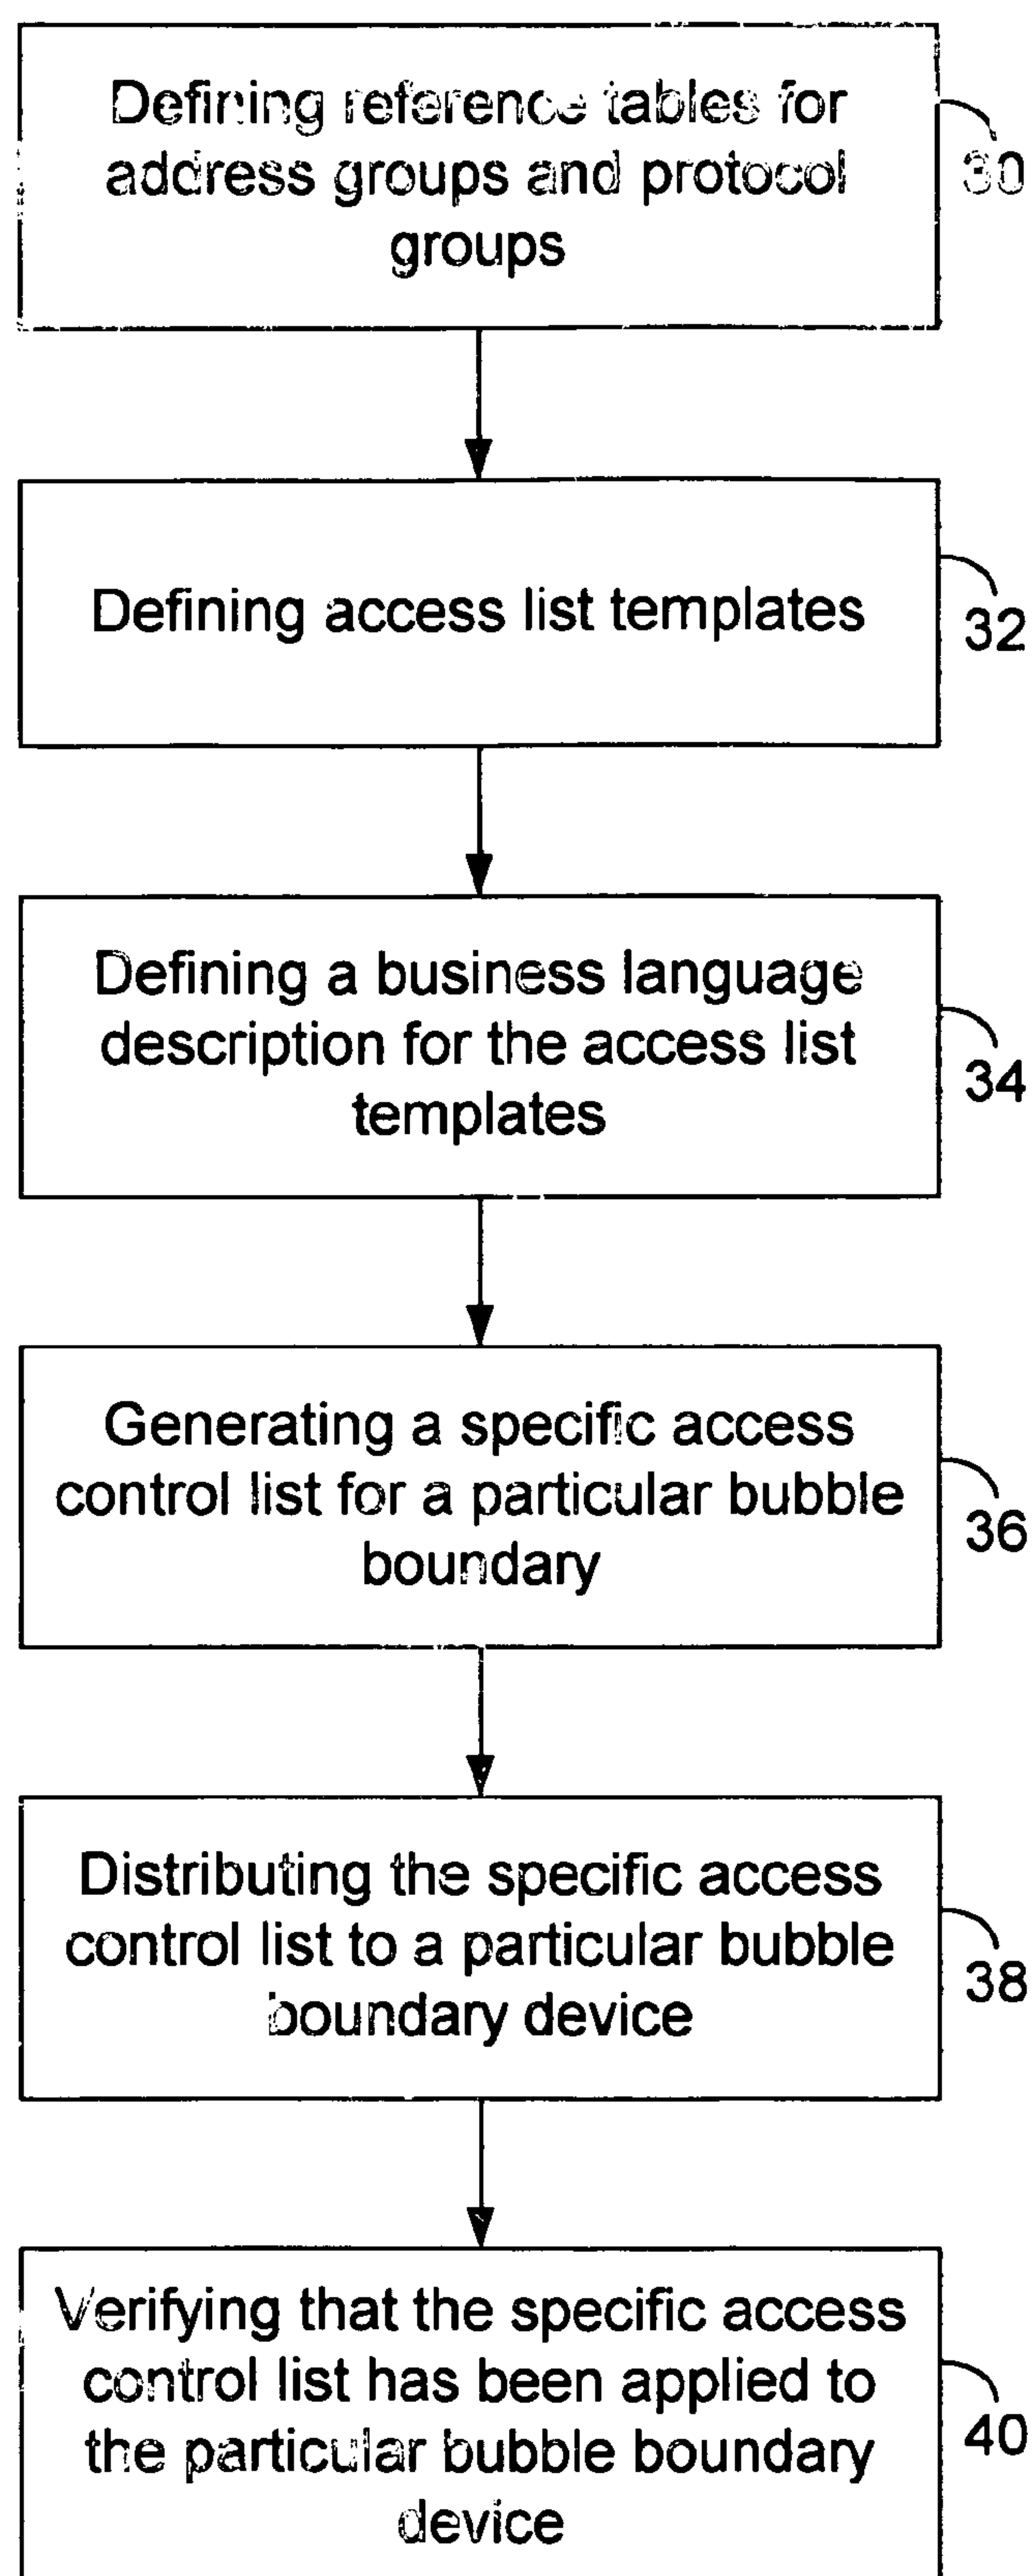 Defining reference tables for
address groups and protocol
groups
30
Defining access list templates
32
Defining a business language
description for the access list
templates
34
Generating a specific access
control list for a particular bubble
boundary
36
Distributing the specific access
control list to a particular bubble
boundary device
38
Verifying that the specific access
control list has been applied to
the particular bubble boundary
device
40